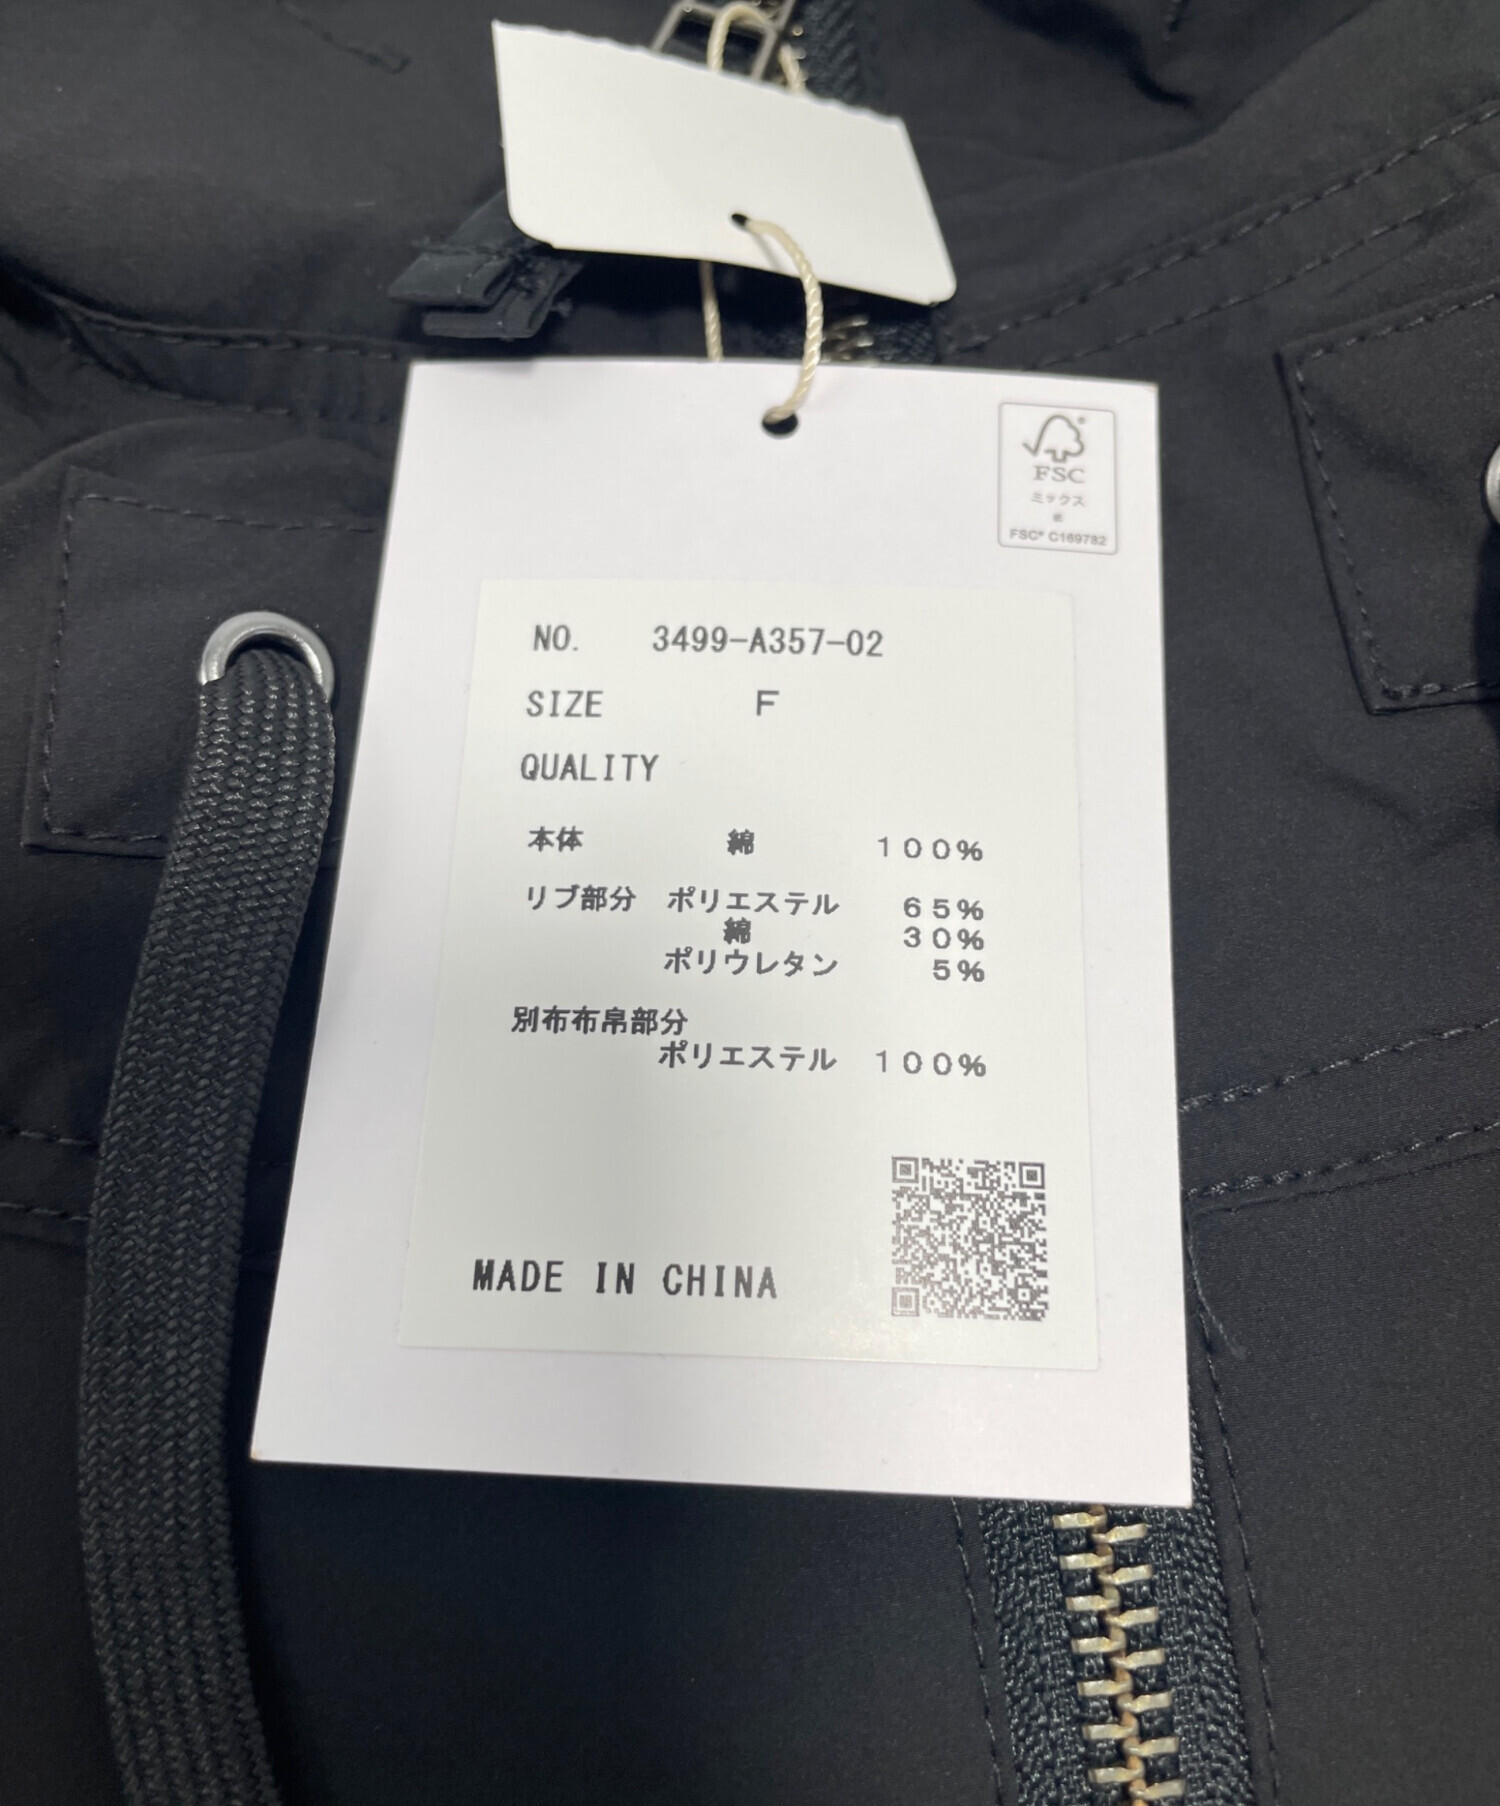 FSC
ミックス
紙
FSC® C169782
NO. 3499-A357-02
SIZE F
QUALITY
本体 綿 100%
リブ部分 ポリエステル 65%
綿 30%
ポリウレタン 5%
別布布帛部分
ポリエステル 100%
MADE IN CHINA